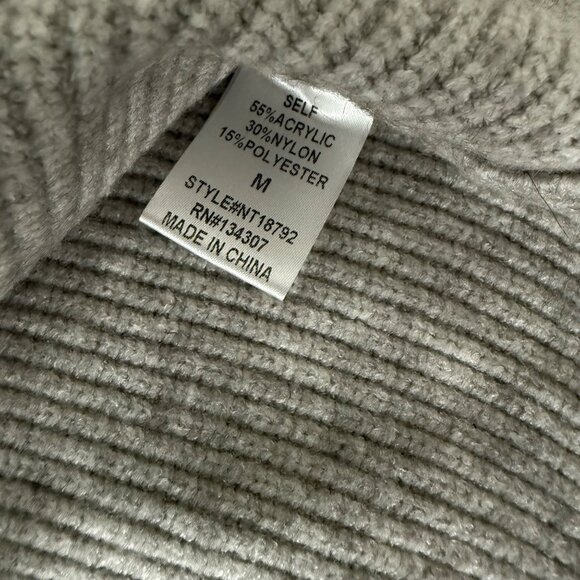 SELF
55%ACRYLIC
30%NYLON
15%POLYESTER
M
STYLE#NT18792
RN#134307
MADE IN CHINA